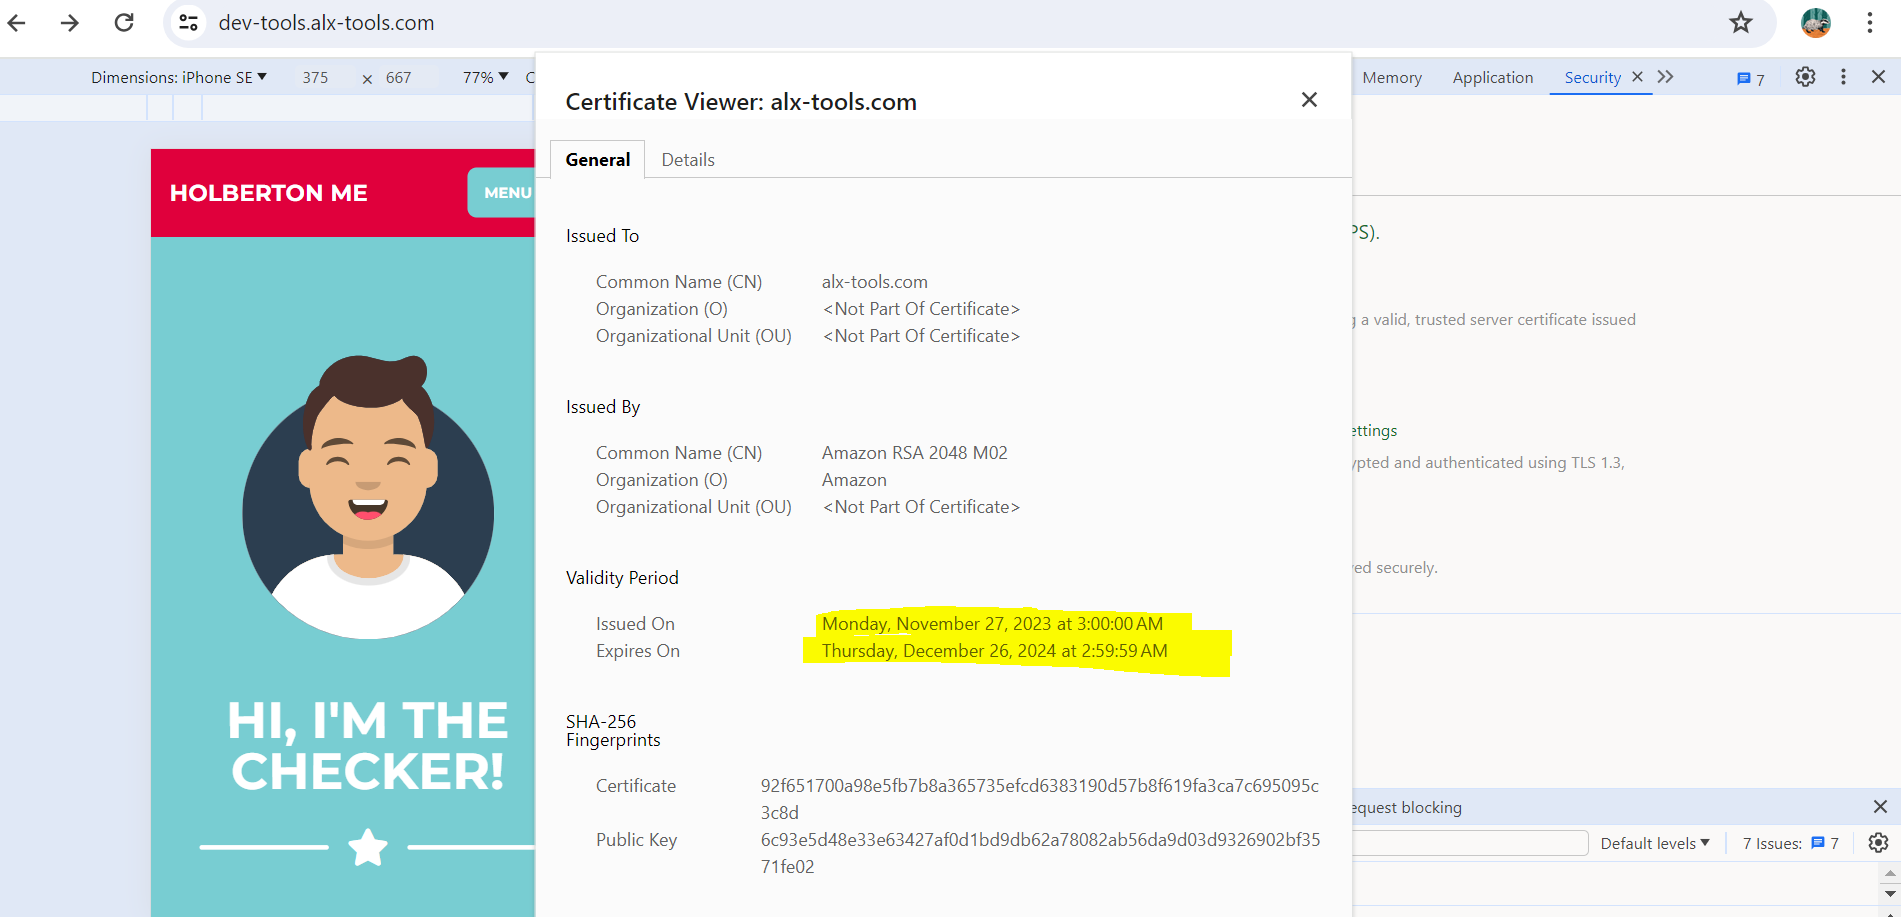 dev-tools.alx-tools.com
Dimensions: iPhone SE 375 × 667 77%
Memory Application Security 7
Certificate Viewer: alx-tools.com
General Details
HOLBERTON ME
MENU
Issued To
PS).
Common Name (CN) alx-tools.com
Organization (O) <Not Part Of Certificate>
Organizational Unit (OU) <Not Part Of Certificate>
a valid, trusted server certificate issued
Issued By
ettings
Common Name (CN) Amazon RSA 2048 M02
Organization (O) Amazon
Organizational Unit (OU) <Not Part Of Certificate>
ypted and authenticated using TLS 1.3,
Validity Period
ved securely.
Issued On Monday, November 27, 2023 at 3:00:00 AM
Expires On Thursday, December 26, 2024 at 2:59:59 AM
HI, I'M THE
CHECKER!
SHA-256
Fingerprints
Certificate 92f651700a98e5fb7b8a365735efcd6383190d57b8f619fa3ca7c695095c
3c8d
Public Key 6c93e5d48e33e63427af0d1bd9db62a78082ab56da9d03d9326902bf35
71fe02
equest blocking
Default levels 7 Issues: 7